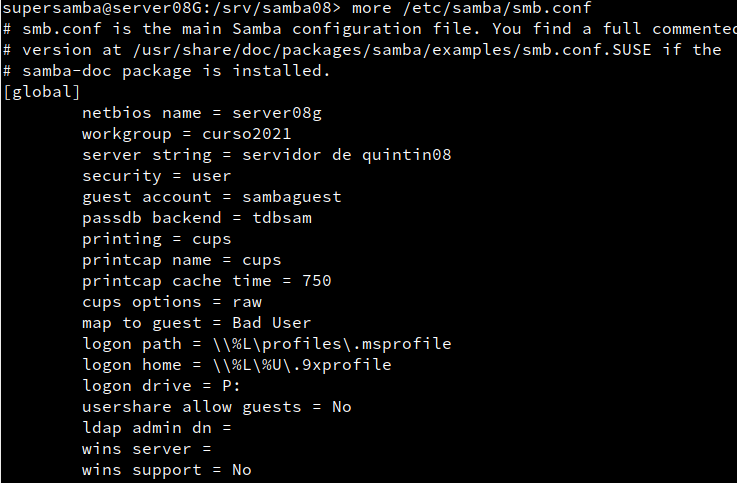 supersamba@server08G:/srv/samba08> more /etc/samba/smb.conf
# smb.conf is the main Samba configuration file. You find a full commented
# version at /usr/share/doc/packages/samba/examples/smb.conf.SUSE if the
# samba-doc package is installed.
[global]
        netbios name = server08g
        workgroup = curso2021
        server string = servidor de quintin08
        security = user
        guest account = sambaguest
        passdb backend = tdbsam
        printing = cups
        printcap name = cups
        printcap cache time = 750
        cups options = raw
        map to guest = Bad User
        logon path = \\%L\profiles\.msprofile
        logon home = \\%L\%U\.9xprofile
        logon drive = P:
        usershare allow guests = No
        ldap admin dn =
        wins server =
        wins support = No